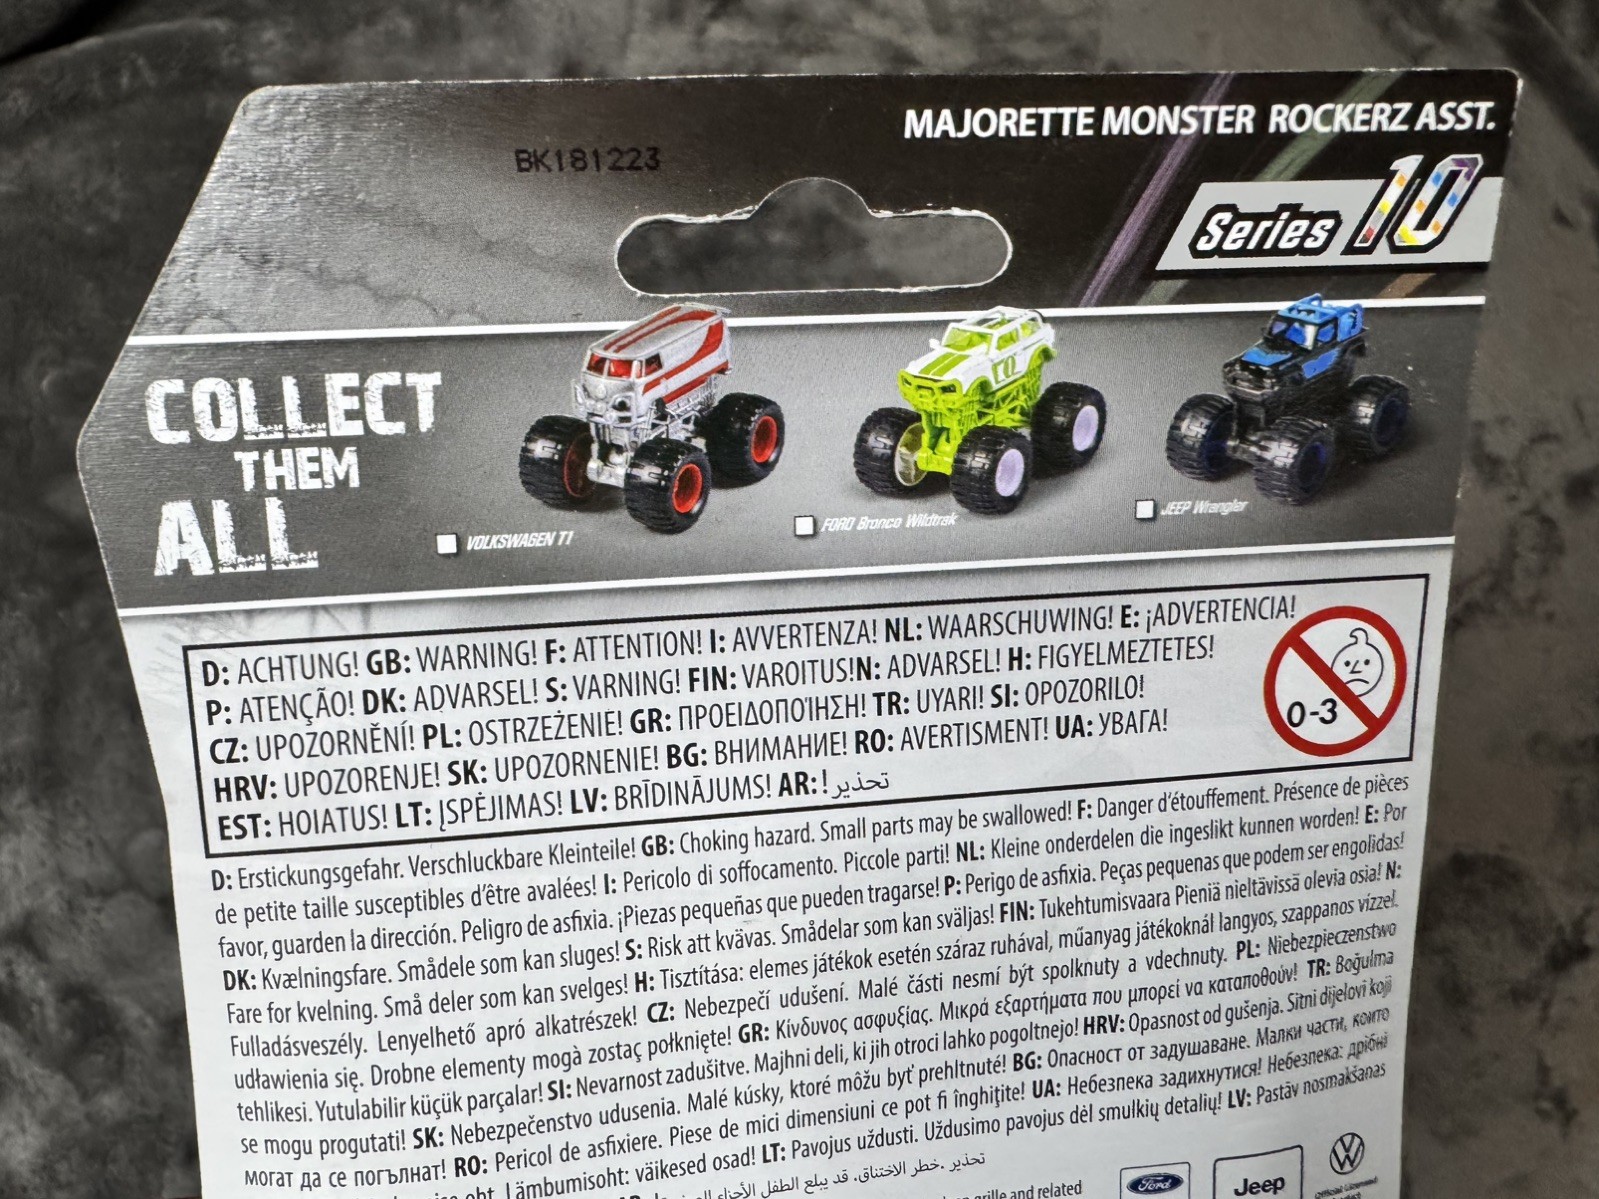 MAJORETTE MONSTER ROCKERZ ASST.
BK181223
Series 10
COLLECT
THEM
ALL
VOLKSWAGEN T1
FORD Bronco Wildtrak
JEEP Wrangler
D: ACHTUNG! GB: WARNING! F: ATTENTION! I: AVVERTENZA! NL: WAARSCHUWING! E: ¡ADVERTENCIA!
P: ATENÇÃO! DK: ADVARSEL! S: VARNING! FIN: VAROITUS!N: ADVARSEL! H: FIGYELMEZTETES!
CZ: UPOZORNĚNÍ! PL: OSTRZEŻENIE! GR: ΠΡΟΕΙΔΟΠΟΊΗΣΗ! TR: UYARI! SI: OPOZORILO!
HRV: UPOZORENJE! SK: UPOZORNENIE! BG: ВНИМАНИЕ! RO: AVERTISMENT! UA: УВАГА!
EST: HOIATUS! LT: ĮSPĖJIMAS! LV: BRĪDINĀJUMS! AR: تحذير!
0-3
D: Erstickungsgefahr. Verschluckbare Kleinteile! GB: Choking hazard. Small parts may be swallowed! F: Danger d'étouffement. Présence de pièces
de petite taille susceptibles d'être avalées! I: Pericolo di soffocamento. Piccole parti! NL: Kleine onderdelen die ingeslikt kunnen worden! E: Por
favor, guarden la dirección. Peligro de asfixia. ¡Piezas pequeñas que pueden tragarse! P: Perigo de asfixia. Peças pequenas que podem ser engolidas!
DK: Kvælningsfare. Smådele som kan sluges! S: Risk att kvävas. Smådelar som kan sväljas! FIN: Tukehtumisvaara Pieniä nieltävissä olevia osia! N:
Fare for kvelning. Små deler som kan svelges! H: Tisztítása: elemes játékok esetén száraz ruhával, műanyag játékoknál langyos, szappanos vízzel.
Fulladásveszély. Lenyelhető apró alkatrészek! CZ: Nebezpečí udušení. Malé části nesmí být spolknuty a vdechnuty. PL: Niebezpieczenstwo
udławienia się. Drobne elementy mogà zostaç połknięte! GR: Κίνδυνος ασφυξίας. Μικρά εξαρτήματα που μπορεί να καταποθούν! TR: Boğulma
tehlikesi. Yutulabilir küçük parçalar! SI: Nevarnost zadušitve. Majhni deli, ki jih otroci lahko pogoltnejo! HRV: Opasnost od gušenja. Sitni dijelovi koji
se mogu progutati! SK: Nebezpečenstvo udusenia. Malé kúsky, ktoré môžu byť prehltnuté! BG: Опасност от задушаване. Малки части, които
могат да се погълнат! RO: Pericol de asfixiere. Piese de mici dimensiuni ce pot fi înghiţite! UA: Небезпека задихнутися! Небезпека: дрібні
oht. Lämbumisoht: väikesed osad! LT: Pavojus uždusti. Uždusimo pavojus dėl smulkių detalių! LV: Pastāv nosmakšanas
تحذير. خطر الاختناق. قد يبلع الطفل الأجزاء
grille and related
Ford
Jeep